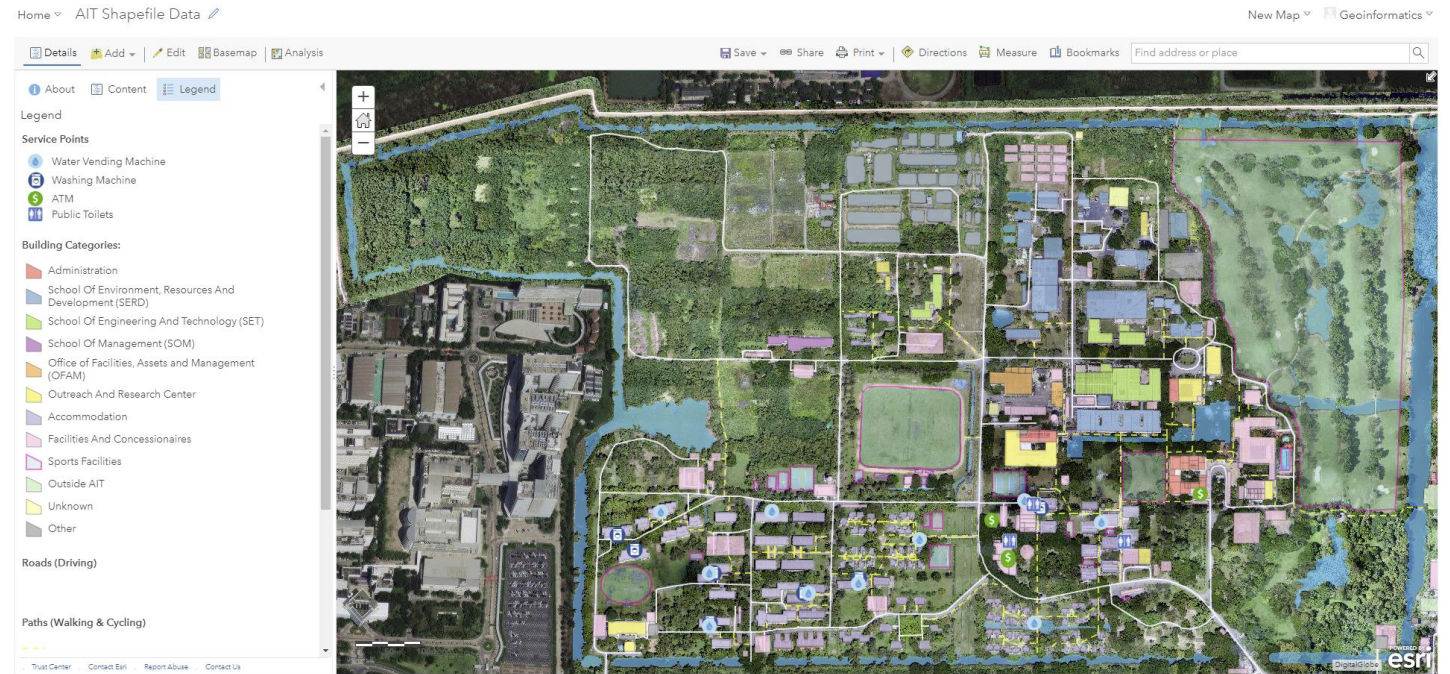 Home AIT Shapefile Data New Map Geoinformatics
Details Add Edit Basemap Analysis Save Share Print Directions Measure Bookmarks Find address or place
About Content Legend
Legend
Service Points
Water Vending Machine
Washing Machine
ATM
Public Toilets
Building Categories:
Administration
School Of Environment, Resources And
Development (SERD)
School Of Engineering And Technology (SET)
School Of Management (SOM)
Office of Facilities, Assets and Management
(OFAM)
Outreach And Research Center
Accommodation
Facilities And Concessionaires
Sports Facilities
Outside AIT
Unknown
Other
Roads (Driving)
Paths (Walking & Cycling)
Trust Center Contact Esri Report Abuse Contact Us
DigitalGlobe
POWERED BY
esri